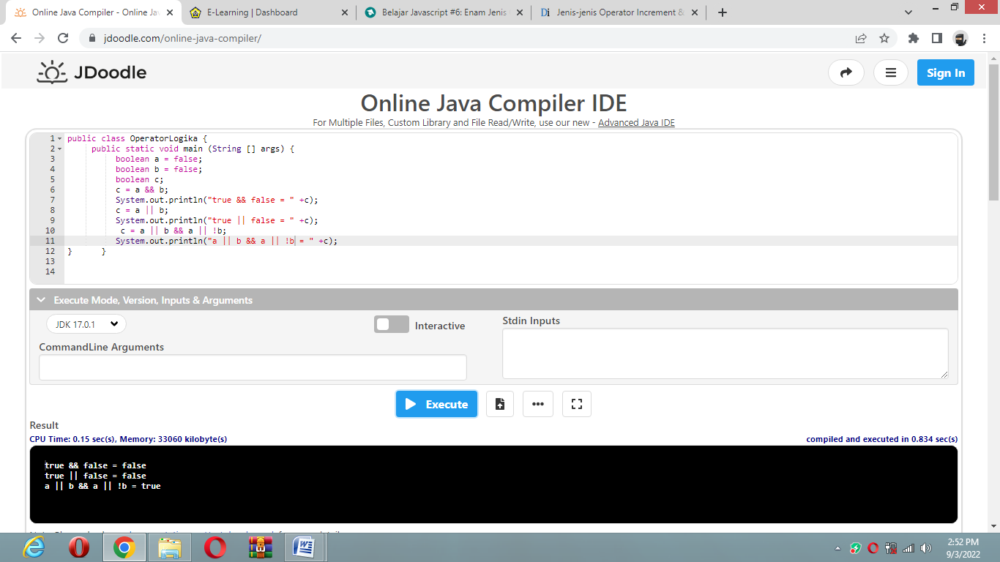 Online Java Compiler - Online Ja
E-Learning | Dashboard
Belajar Javascript #6: Enam Jenis
Di Jenis-jenis Operator Increment &
jdoodle.com/online-java-compiler/
JDoodle
Sign In
Online Java Compiler IDE
For Multiple Files, Custom Library and File Read/Write, use our new - Advanced Java IDE
1 public class OperatorLogika {
2 public static void main (String [] args) {
3 boolean a = false;
4 boolean b = false;
5 boolean c;
6 c = a && b;
7 System.out.println("true && false = " +c);
8 c = a || b;
9 System.out.println("true || false = " +c);
10 c = a || b && a || !b;
11 System.out.println("a || b && a || !b = " +c);
12 } }
13
14
Execute Mode, Version, Inputs & Arguments
JDK 17.0.1
Interactive
Stdin Inputs
CommandLine Arguments
Execute
Result
CPU Time: 0.15 sec(s), Memory: 33060 kilobyte(s)
compiled and executed in 0.834 sec(s)
true && false = false
true || false = false
a || b && a || !b = true
2:52 PM
9/3/2022